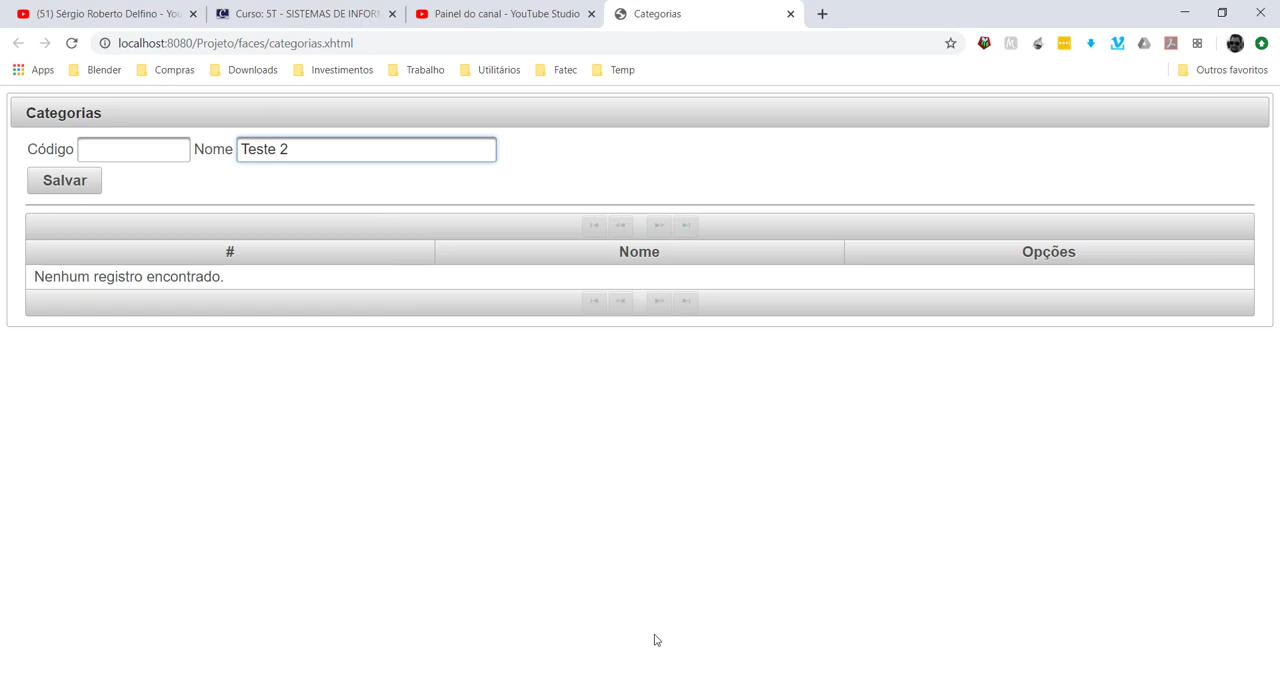 (51) Sérgio Roberto Delfino - You
Curso: 5T - SISTEMAS DE INFORM
Painel do canal - YouTube Studio
Categorias
localhost:8080/Projeto/faces/categorias.xhtml
Apps Blender Compras Downloads Investimentos Trabalho Utilitários Fatec Temp Outros favoritos
Categorias
Código Nome Teste 2
Salvar
# Nome Opções
Nenhum registro encontrado.